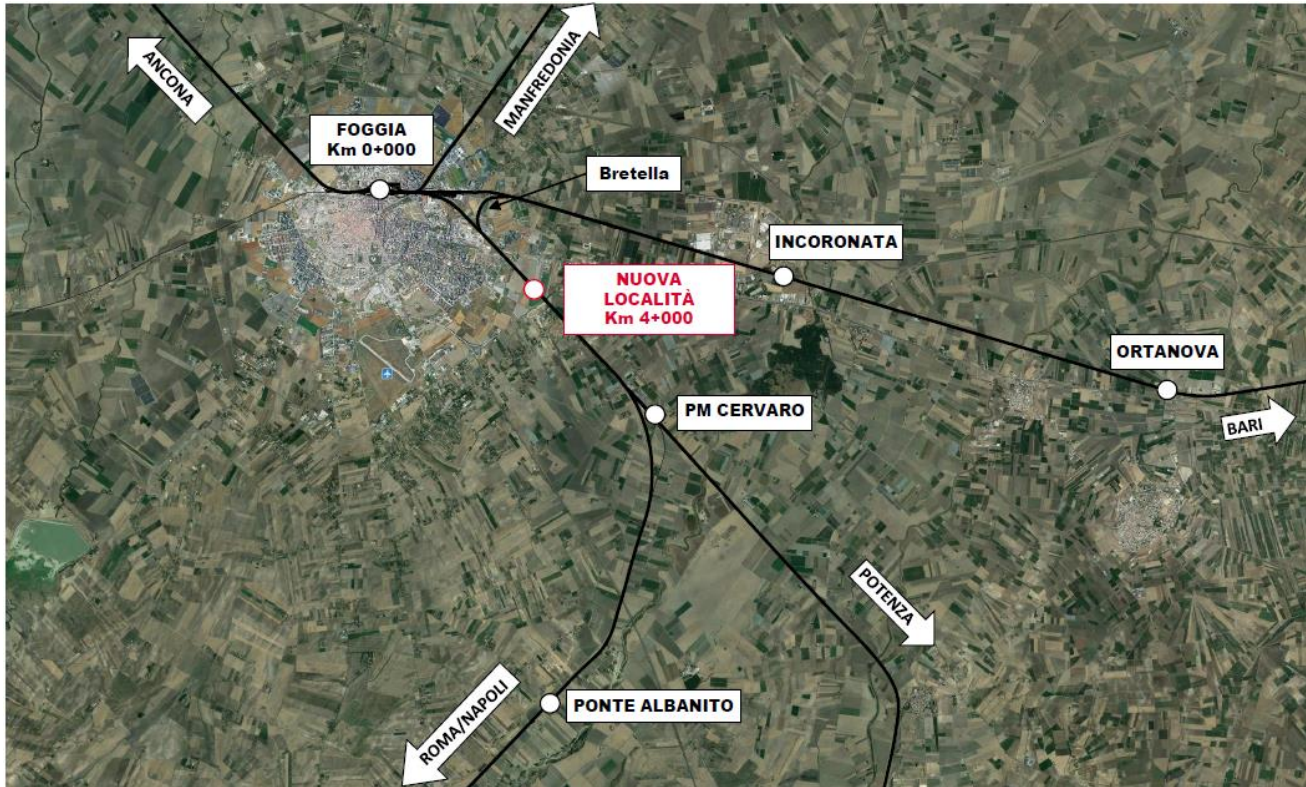 ANCONA
MANFREDONIA
FOGGIA
Km 0+000
Bretella
INCORONATA
NUOVA
LOCALITÀ
Km 4+000
ORTANOVA
PM CERVARO
BARI
POTENZA
ROMA/NAPOLI
PONTE ALBANITO